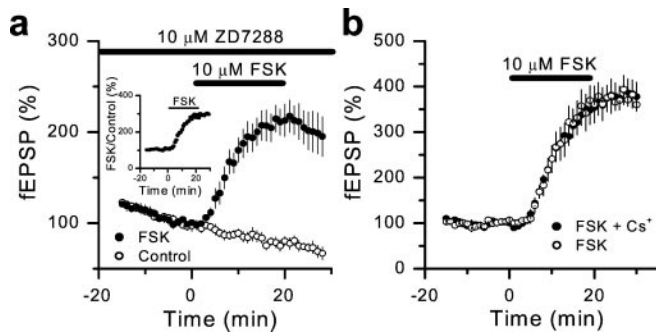 a
10 μM ZD7288
300
10 μM FSK
200
100
fEPSP (%)
FSK
400
300
200
100
0
FSK/Control (%)
-20
0
20
Time (min)
FSK
Control
-20
0
20
Time (min)
b
500
400
300
200
100
0
fEPSP (%)
10 μM FSK
FSK + Cs⁺
FSK
-20
0
20
Time (min)